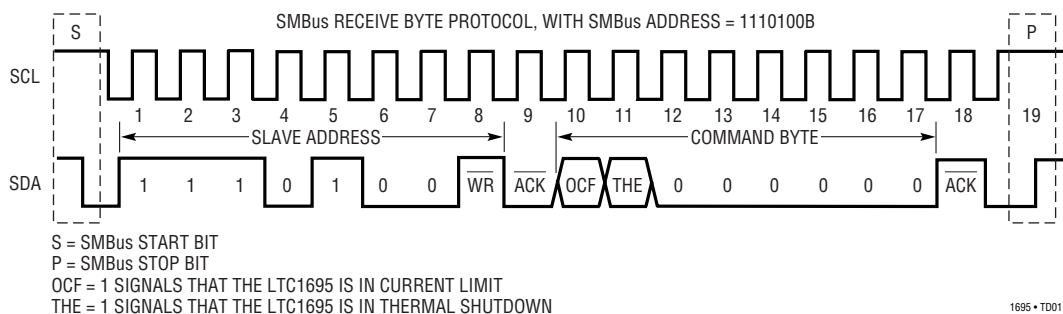 SMBus RECEIVE BYTE PROTOCOL, WITH SMBus ADDRESS = 1110100B
S P
SCL
1 2 3 4 5 6 7 8 9 10 11 12 13 14 15 16 17 18 19
SLAVE ADDRESS COMMAND BYTE
SDA 1 1 1 0 1 0 0 WR ACK OCF THE 0 0 0 0 0 0 ACK
S = SMBus START BIT
P = SMBus STOP BIT
OCF = 1 SIGNALS THAT THE LTC1695 IS IN CURRENT LIMIT
THE = 1 SIGNALS THAT THE LTC1695 IS IN THERMAL SHUTDOWN
1695 • TD01